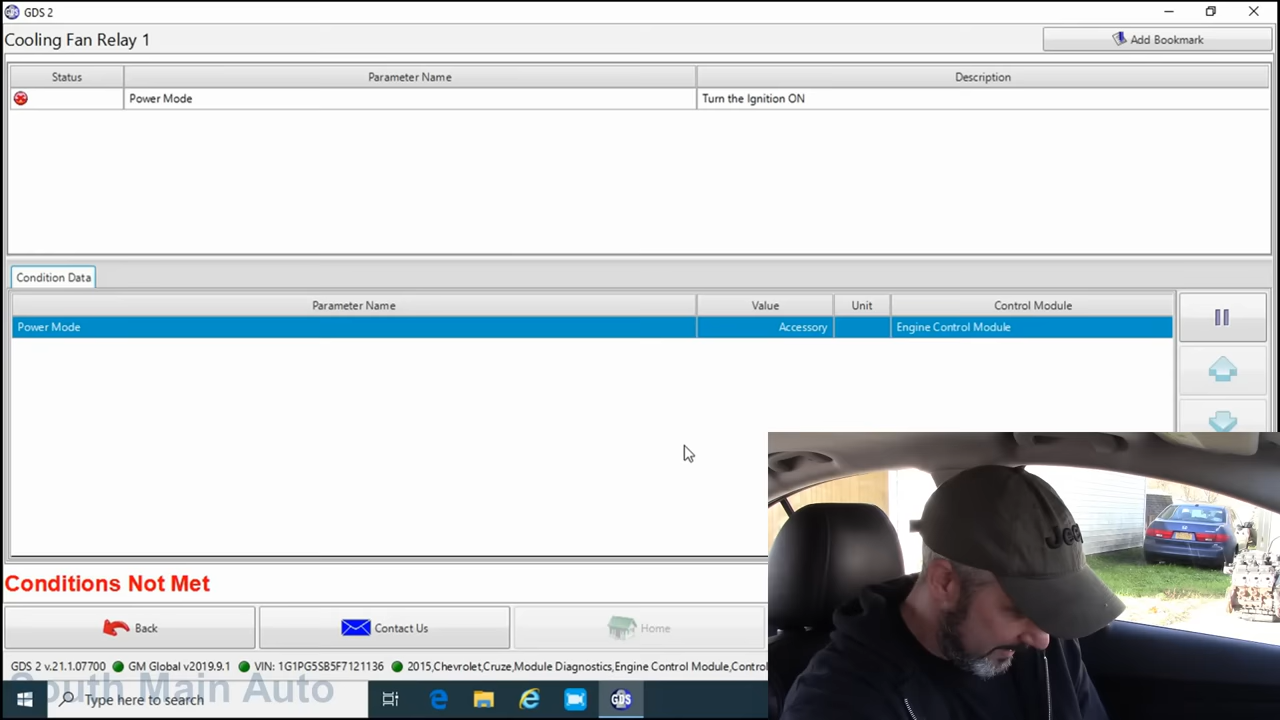 GDS 2
Cooling Fan Relay 1
Add Bookmark
Status Parameter Name Description
Power Mode Turn the Ignition ON
Condition Data
Parameter Name Value Unit Control Module
Power Mode Accessory Engine Control Module
Conditions Not Met
Back Contact Us Home
GDS 2 v.21.1.07700 GM Global v2019.9.1 VIN: 1G1PG5SB5F7121136 2015,Chevrolet,Cruze,Module Diagnostics,Engine Control Module,Control
South Main Auto
Type here to search
GDS
Jeep